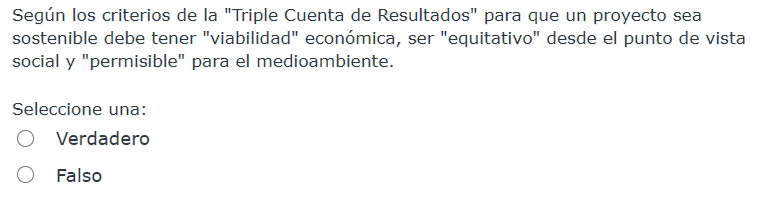 Según los criterios de la "Triple Cuenta de Resultados" para que un proyecto sea
sostenible debe tener "viabilidad" económica, ser "equitativo" desde el punto de vista
social y "permisible" para el medioambiente.
Seleccione una:
Verdadero
Falso